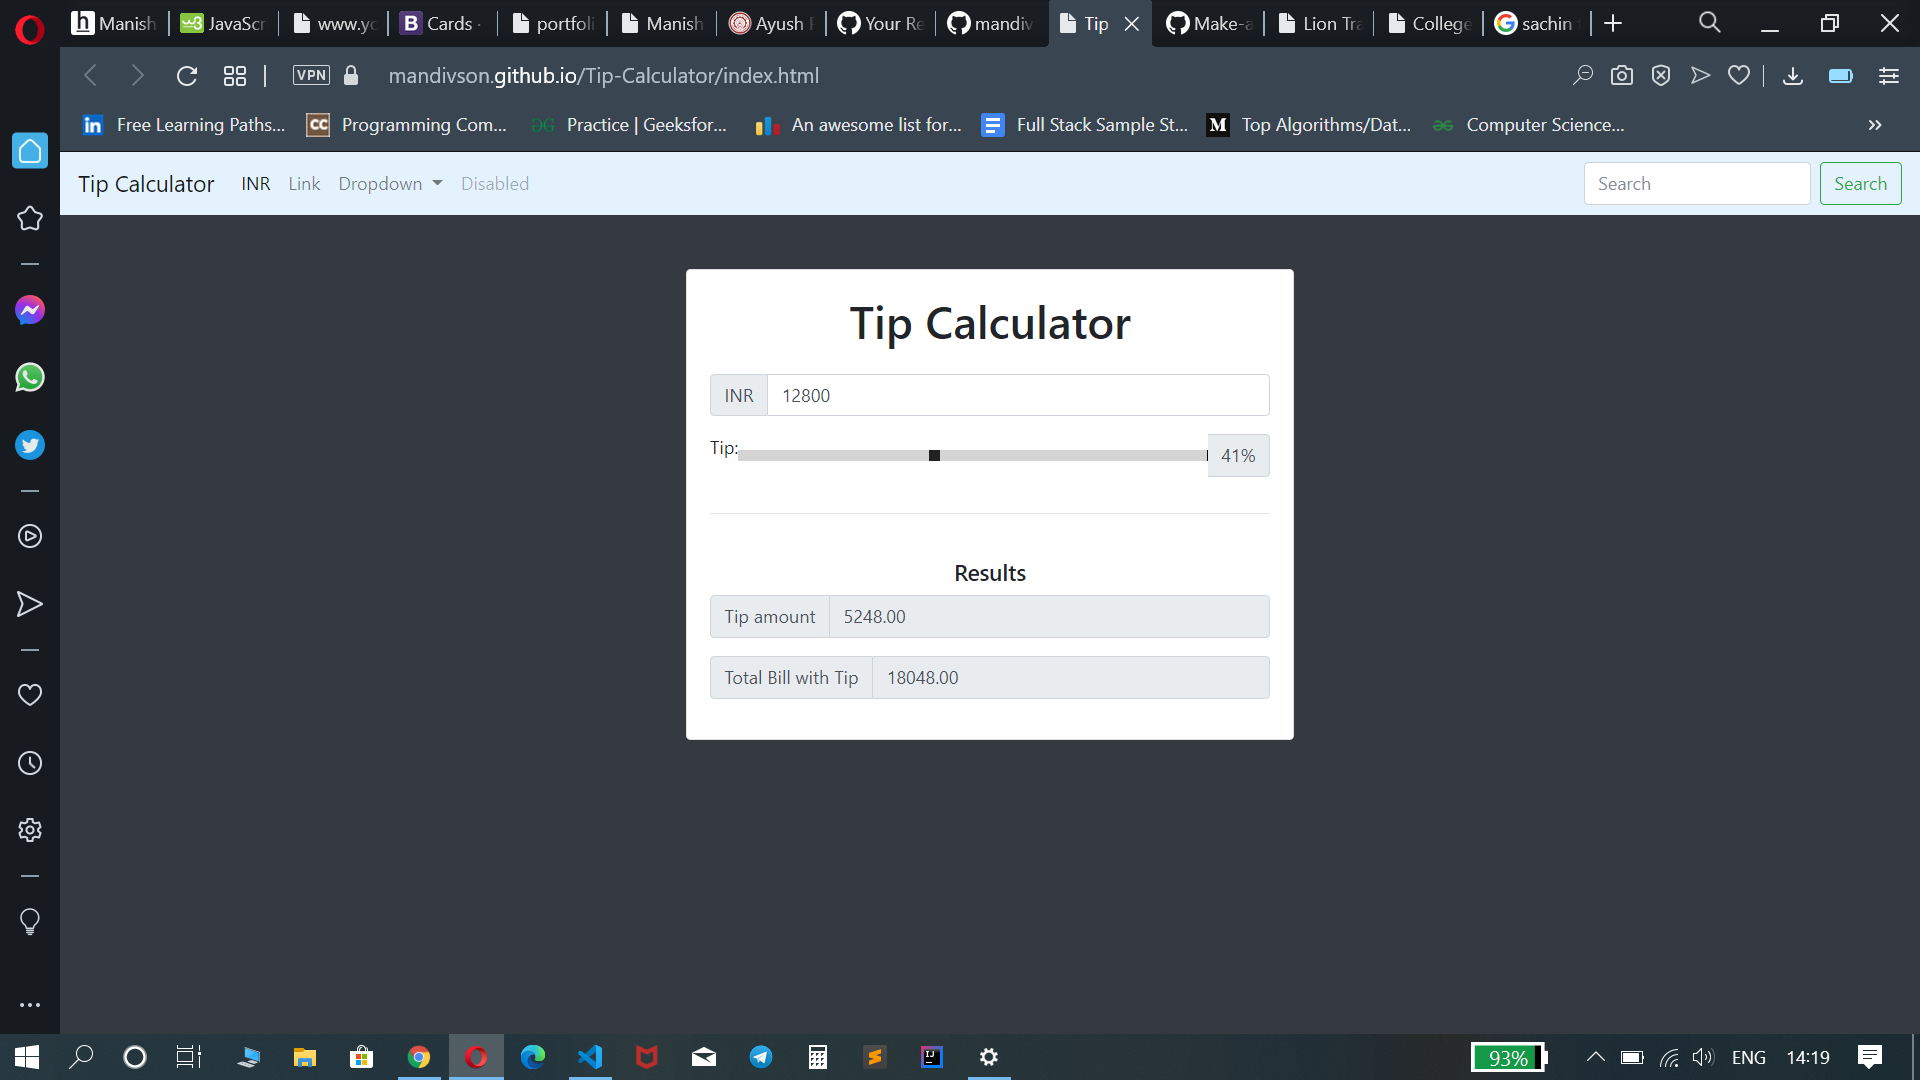 Manish JavaScr www.yc Cards - portfoli Manish Ayush Your Re mandiv Tip Make-a Lion Tra College sachin
VPN mandivson.github.io/Tip-Calculator/index.html
Free Learning Paths... Programming Com... Practice | Geeksfor... An awesome list for... Full Stack Sample St... Top Algorithms/Dat... Computer Science...
Tip Calculator INR Link Dropdown Disabled Search Search
Tip Calculator
INR 12800
Tip: 41%
Results
Tip amount 5248.00
Total Bill with Tip 18048.00
93% ENG 14:19